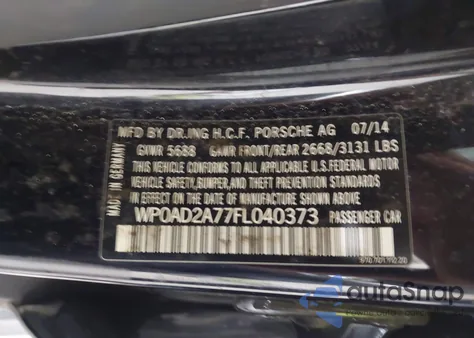 MFD BY DR.ING H.C.F. PORSCHE AG 07/14
GVWR 5688 GAWR FRONT/REAR 2668/3131 LBS
THIS VEHICLE CONFORMS TO ALL
APPLICABLE U.S.FEDERAL MOTOR
VEHICLE SAFETY,BUMPER,AND THEFT
PREVENTION STANDARDS IN EFFECT ON
THE DATE OF MANUFACTURE SHOWN ABOVE
WP0AD2A77FL040373 PASSENGER CAR
MADE IN GERMANY
autoSnap